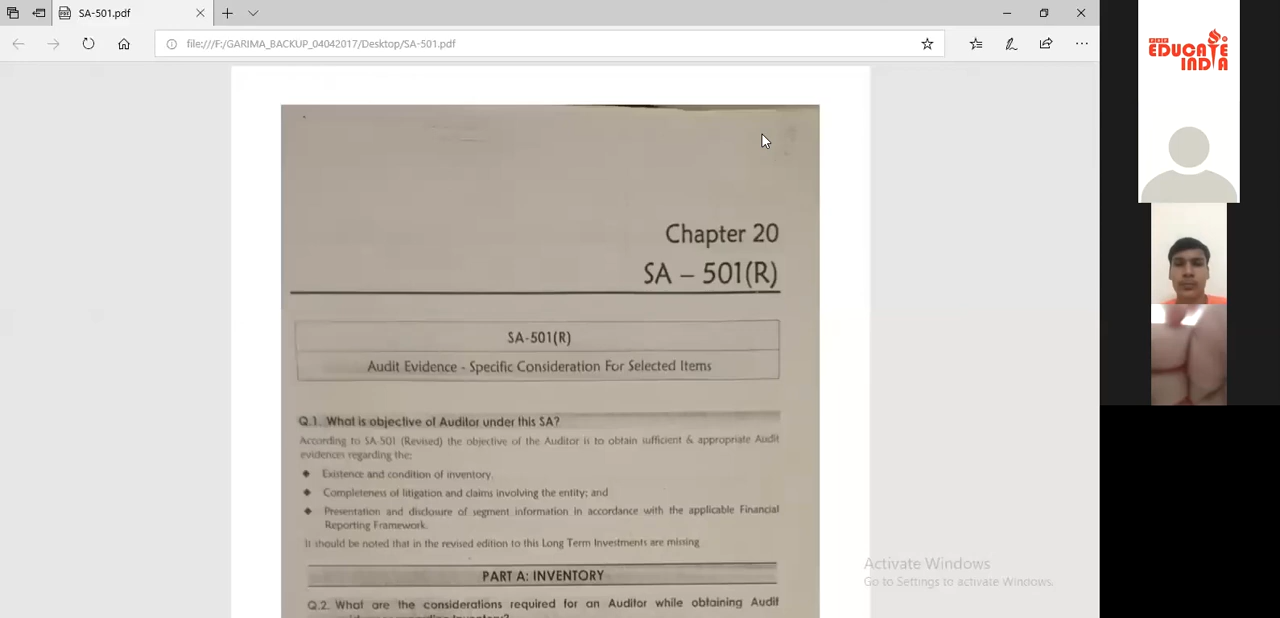 SA-501.pdf
file:///F:/GARIMA_BACKUP_04042017/Desktop/SA-501.pdf
EDUCATE
INDIA
Chapter 20
SA – 501(R)
SA-501(R)
Audit Evidence - Specific Consideration For Selected Items
Q.1. What is objective of Auditor under this SA?
According to SA-501 (Revised) the objective of the Auditor is to obtain sufficient & appropriate Audit
evidences regarding the:
Existence and condition of inventory.
Completeness of litigation and claims involving the entity; and
Presentation and disclosure of segment information in accordance with the applicable Financial
Reporting Framework.
It should be noted that in the revised edition to this Long Term Investments are missing
PART A: INVENTORY
Q.2. What are the considerations required for an Auditor while obtaining Audit
Activate Windows
Go to Settings to activate Windows.